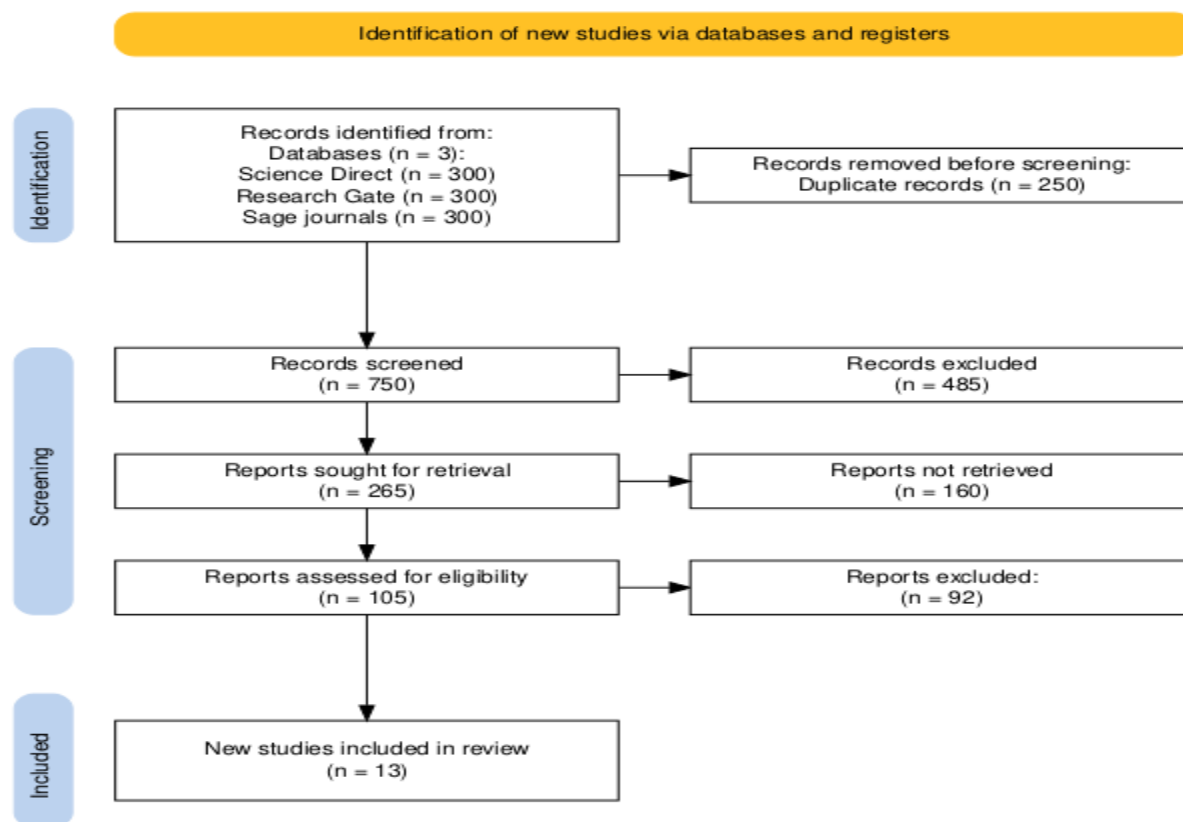 Identification of new studies via databases and registers
Identification
Records identified from:
Databases (n = 3):
Science Direct (n = 300)
Research Gate (n = 300)
Sage journals (n = 300)
Records removed before screening:
Duplicate records (n = 250)
Screening
Records screened
(n = 750)
Records excluded
(n = 485)
Reports sought for retrieval
(n = 265)
Reports not retrieved
(n = 160)
Reports assessed for eligibility
(n = 105)
Reports excluded:
(n = 92)
Included
New studies included in review
(n = 13)